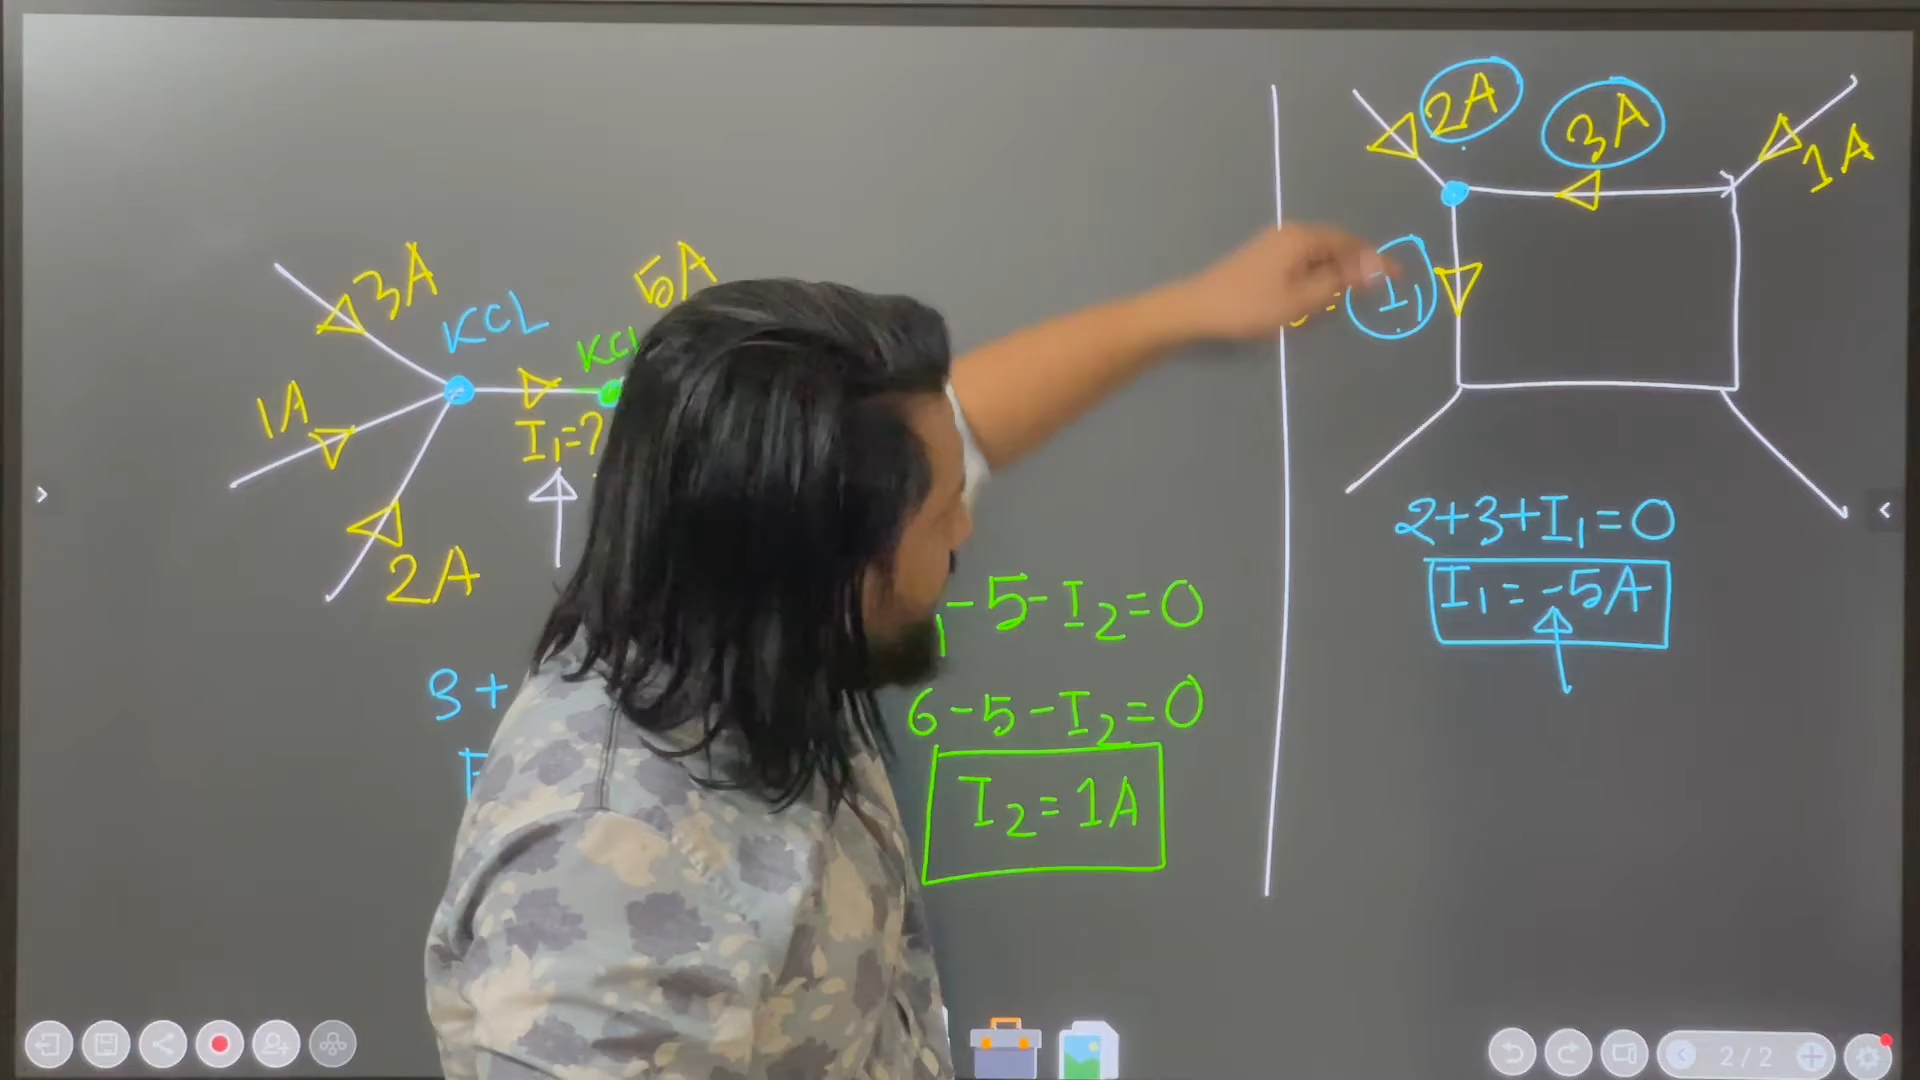 3A
1A
2A
KCL
I₁=?
5A
3+
-5-I₂=0
6-5-I₂=0
I₂=1A
2A
3A
1A
I₁
2+3+I₁=0
I₁=-5A
2/2